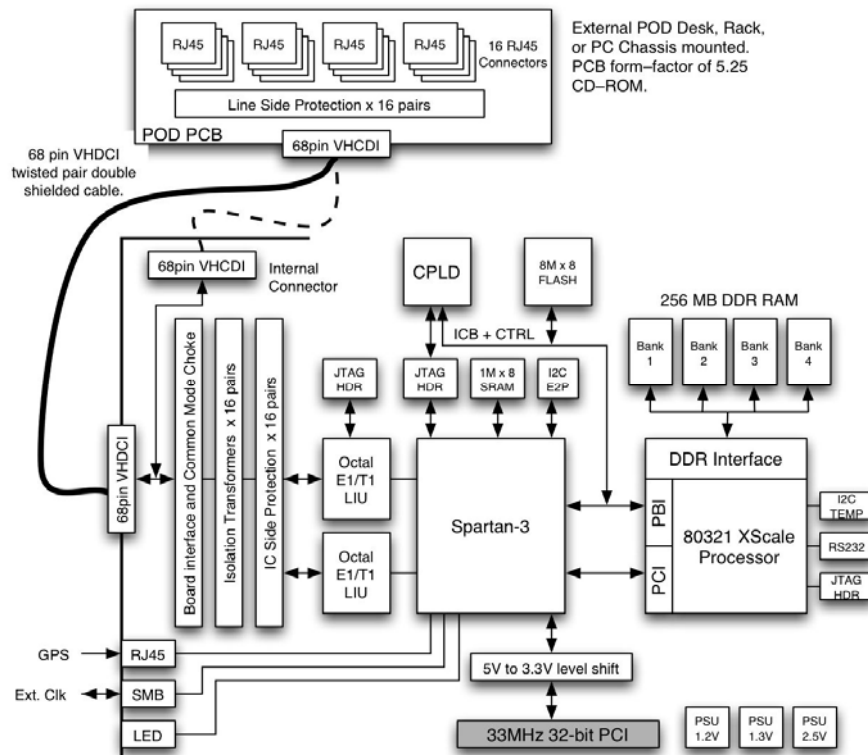 RJ45
RJ45
RJ45
RJ45
16 RJ45
Connectors
Line Side Protection x 16 pairs
POD PCB
68pin VHCDI
External POD Desk, Rack,
or PC Chassis mounted.
PCB form–factor of 5.25
CD–ROM.
68 pin VHDCI
twisted pair double
shielded cable.
68pin VHCDI
Internal
Connector
CPLD
8M x 8
FLASH
ICB + CTRL
256 MB DDR RAM
Bank
1
Bank
2
Bank
3
Bank
4
JTAG
HDR
JTAG
HDR
1M x 8
SRAM
I2C
E2P
68pin VHDCI
Board interface and Common Mode Choke
Isolation Transformers x 16 pairs
IC Side Protection x 16 pairs
Octal
E1/T1
LIU
Octal
E1/T1
LIU
Spartan-3
DDR Interface
PBI
PCI
80321 XScale
Processor
I2C
TEMP
RS232
JTAG
HDR
GPS
RJ45
Ext. Clk
SMB
LED
5V to 3.3V level shift
33MHz 32-bit PCI
PSU
1.2V
PSU
1.3V
PSU
2.5V